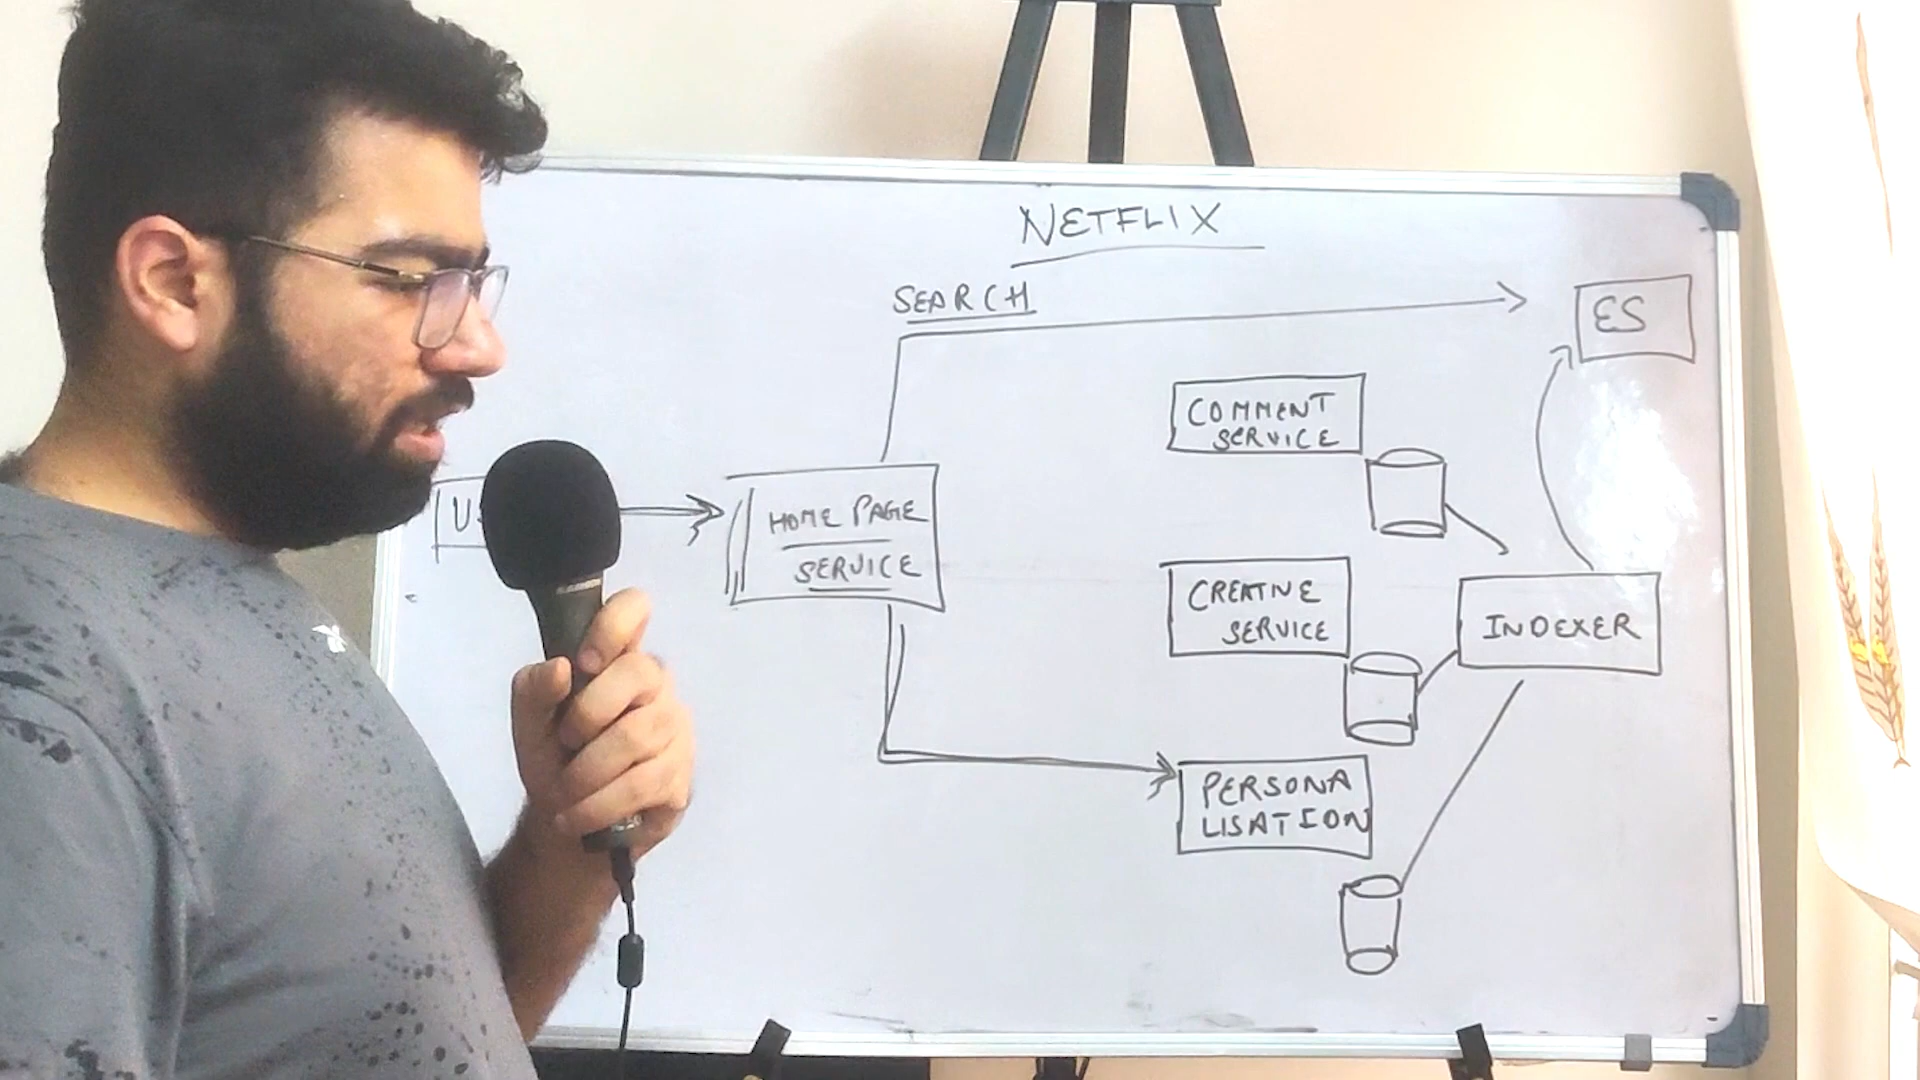 NETFLIX
SEARCH
ES
COMMENT
SERVICE
HOME PAGE
SERVICE
CREATIVE
SERVICE
INDEXER
PERSONA
LISATION